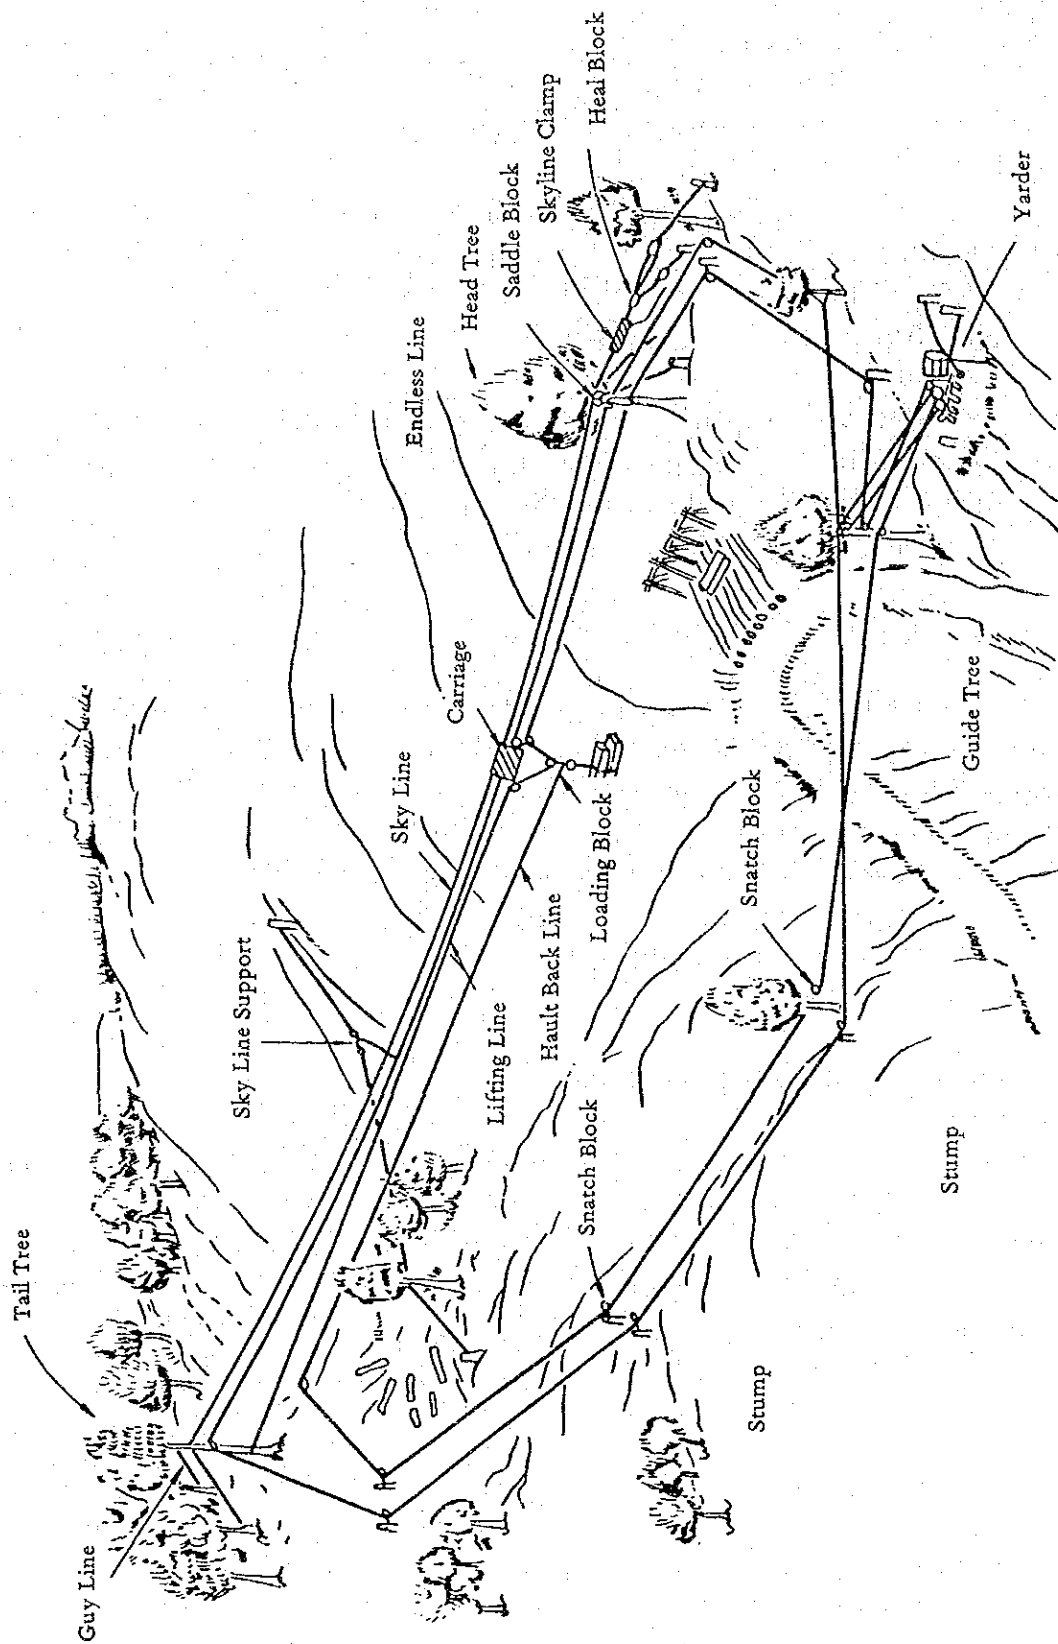 Tail Tree
Guy Line
Sky Line Support
Sky Line
Carriage
Endless Line
Head Tree
Saddle Block
Skyline Clamp
Heal Block
Lifting Line
Hault Back Line
Loading Block
Snatch Block
Snatch Block
Guide Tree
Yarder
Stump
Stump